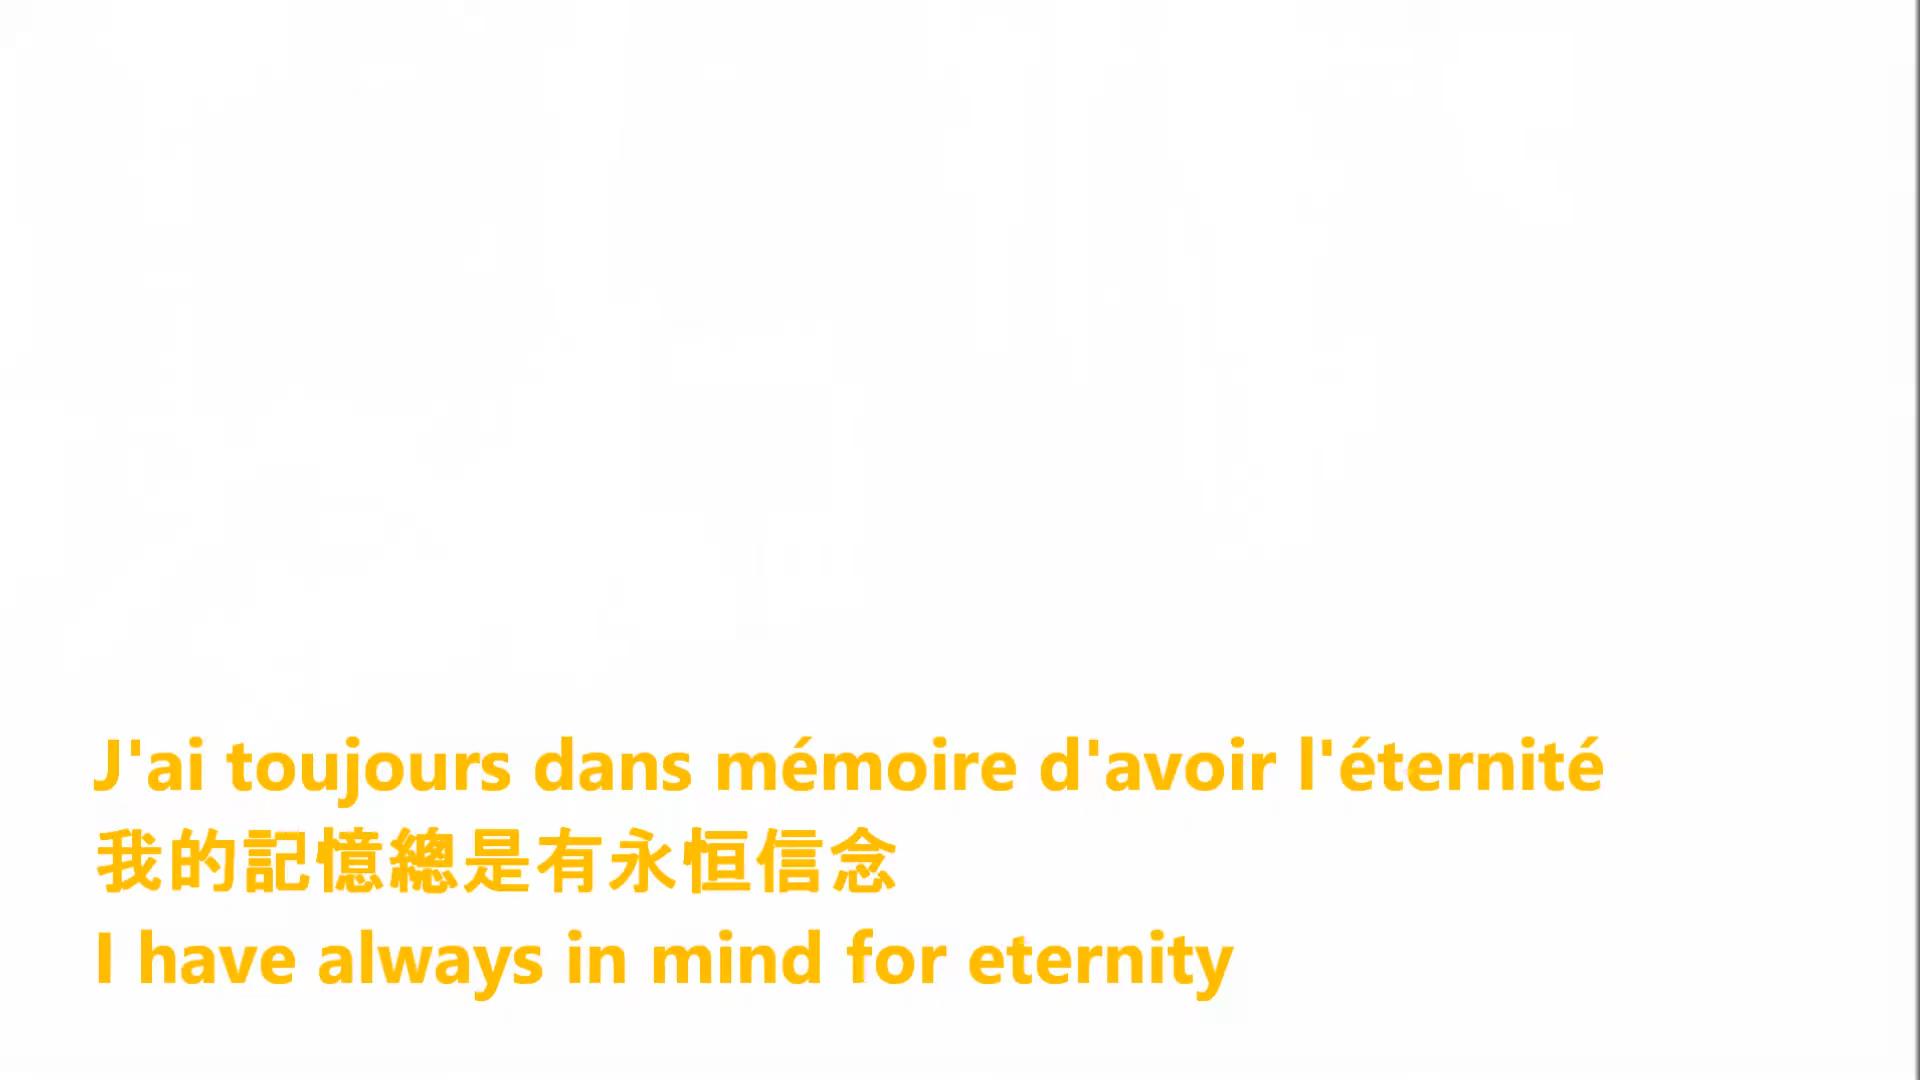 J'ai toujours dans mémoire d'avoir l'éternité
我的記憶總是有永恒信念
I have always in mind for eternity